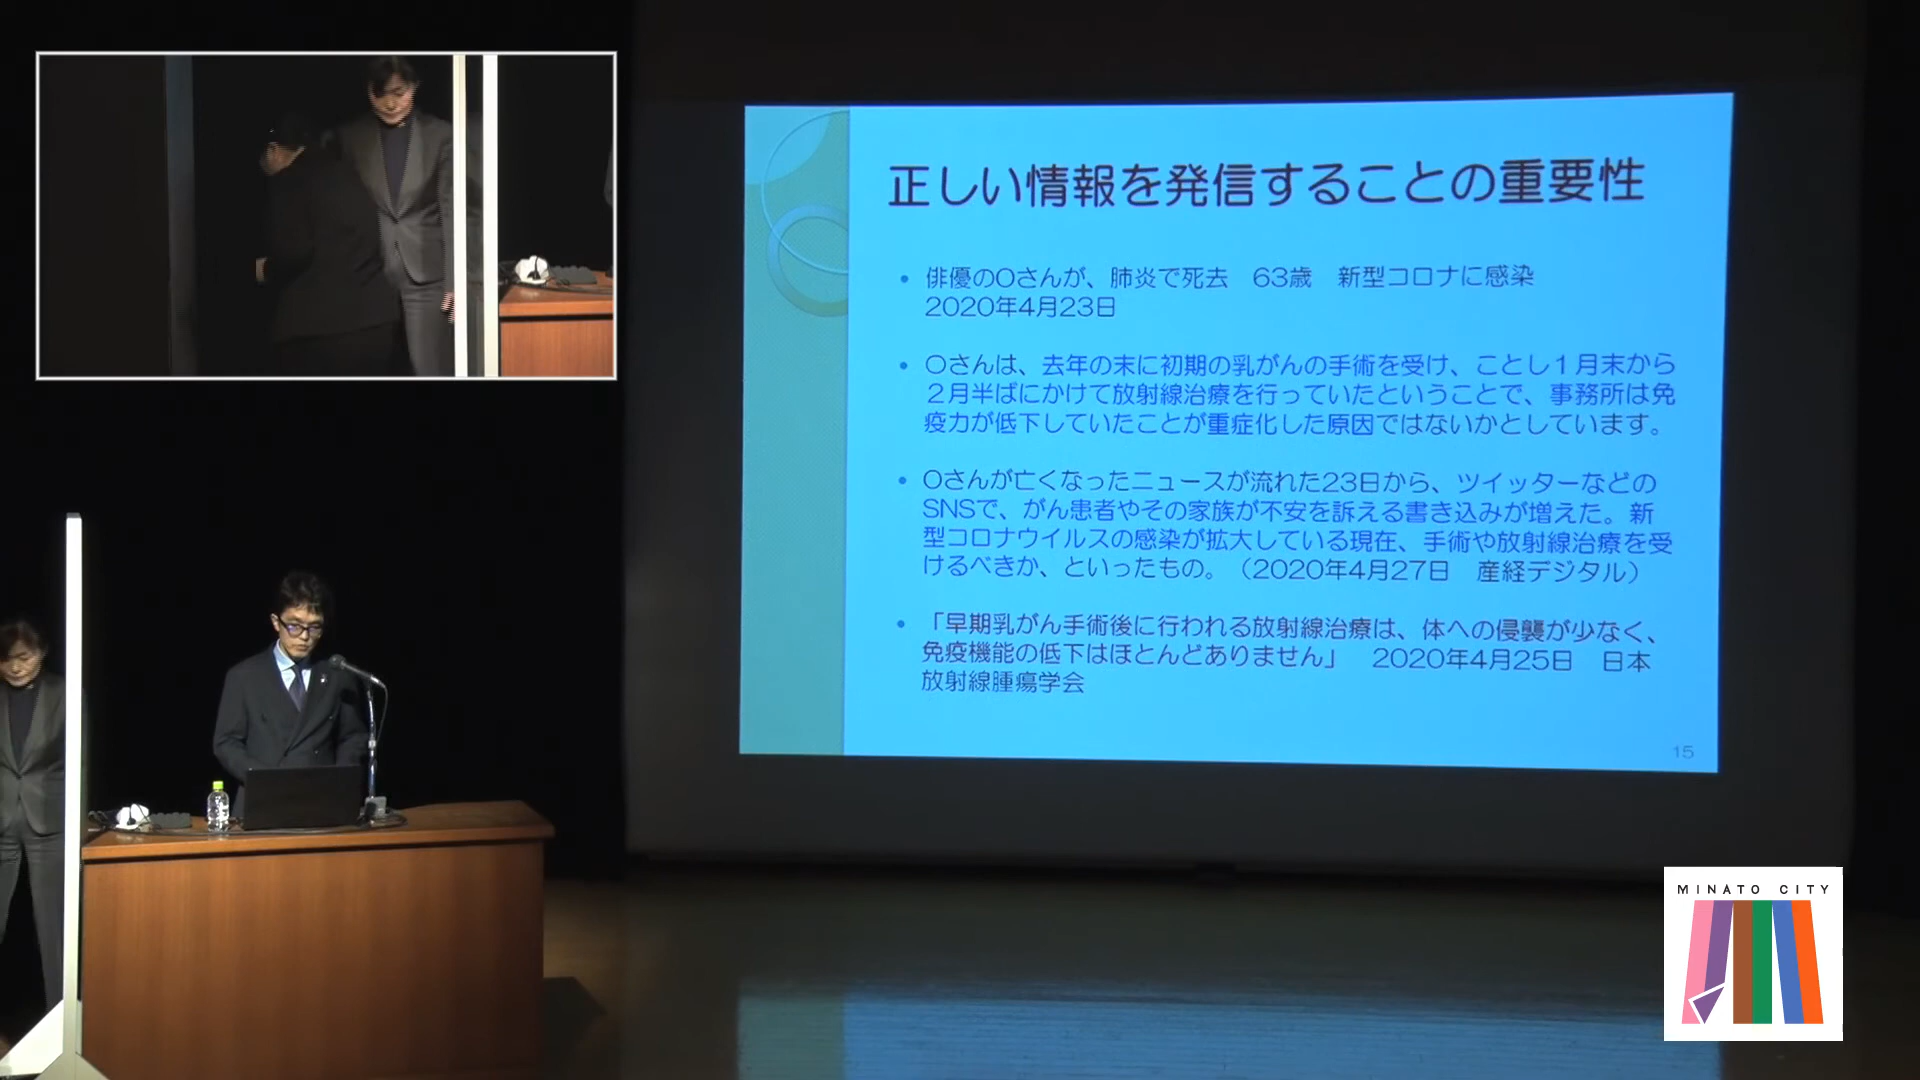 正しい情報を発信することの重要性
• 俳優のOさんが、肺炎で死去　63歳　新型コロナに感染
2020年4月23日
• Oさんは、去年の末に初期の乳がんの手術を受け、ことし１月末から
２月半ばにかけて放射線治療を行っていたということで、事務所は免
疫力が低下していたことが重症化した原因ではないかとしています。
• Oさんが亡くなったニュースが流れた23日から、ツイッターなどの
SNSで、がん患者やその家族が不安を訴える書き込みが増えた。新
型コロナウイルスの感染が拡大している現在、手術や放射線治療を受
けるべきか、といったもの。（2020年4月27日　産経デジタル）
• 「早期乳がん手術後に行われる放射線治療は、体への侵襲が少なく、
免疫機能の低下はほとんどありません」　2020年4月25日　日本
放射線腫瘍学会
15
MINATO CITY